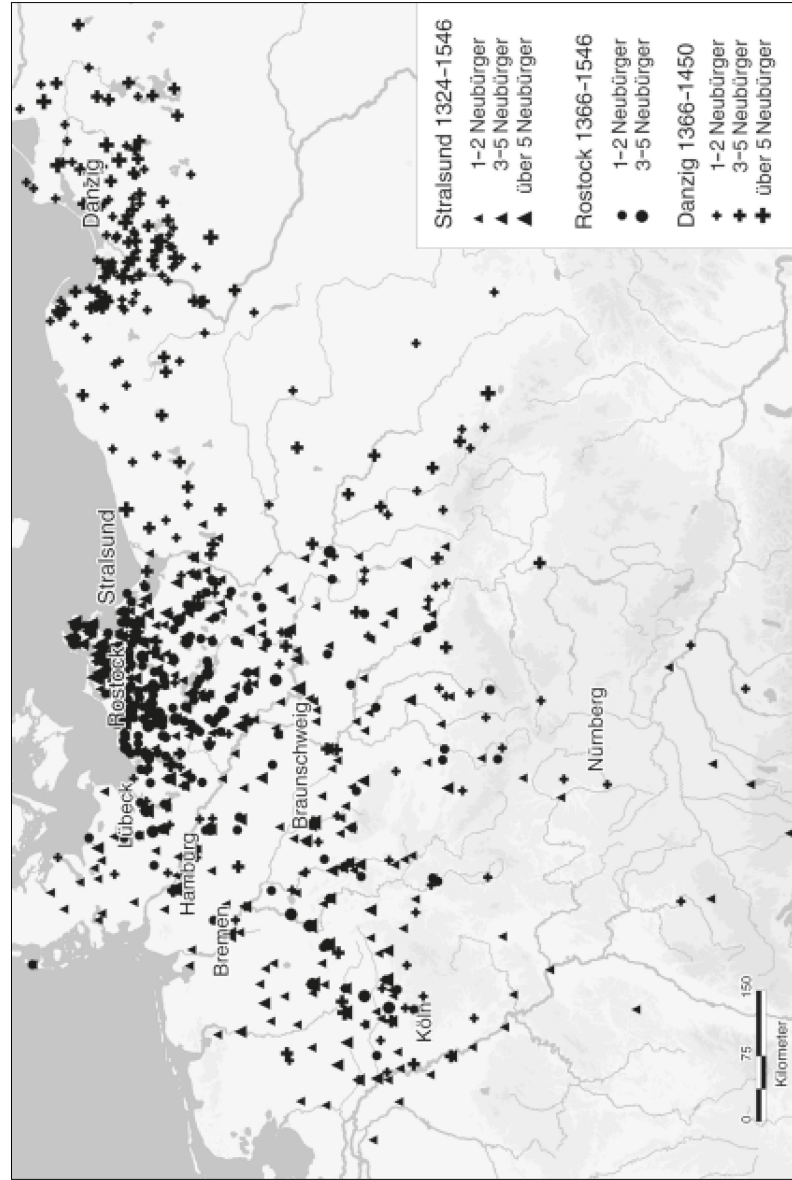 Danzig
Stralsund
Rostock
Lübeck
Hamburg
Bremen
Braunschweig
Köln
Nürnberg
Stralsund 1324–1546
1–2 Neubürger
3–5 Neubürger
über 5 Neubürger
Rostock 1366–1546
1–2 Neubürger
3–5 Neubürger
Danzig 1366–1450
1–2 Neubürger
3–5 Neubürger
über 5 Neubürger
0 75 150
Kilometer